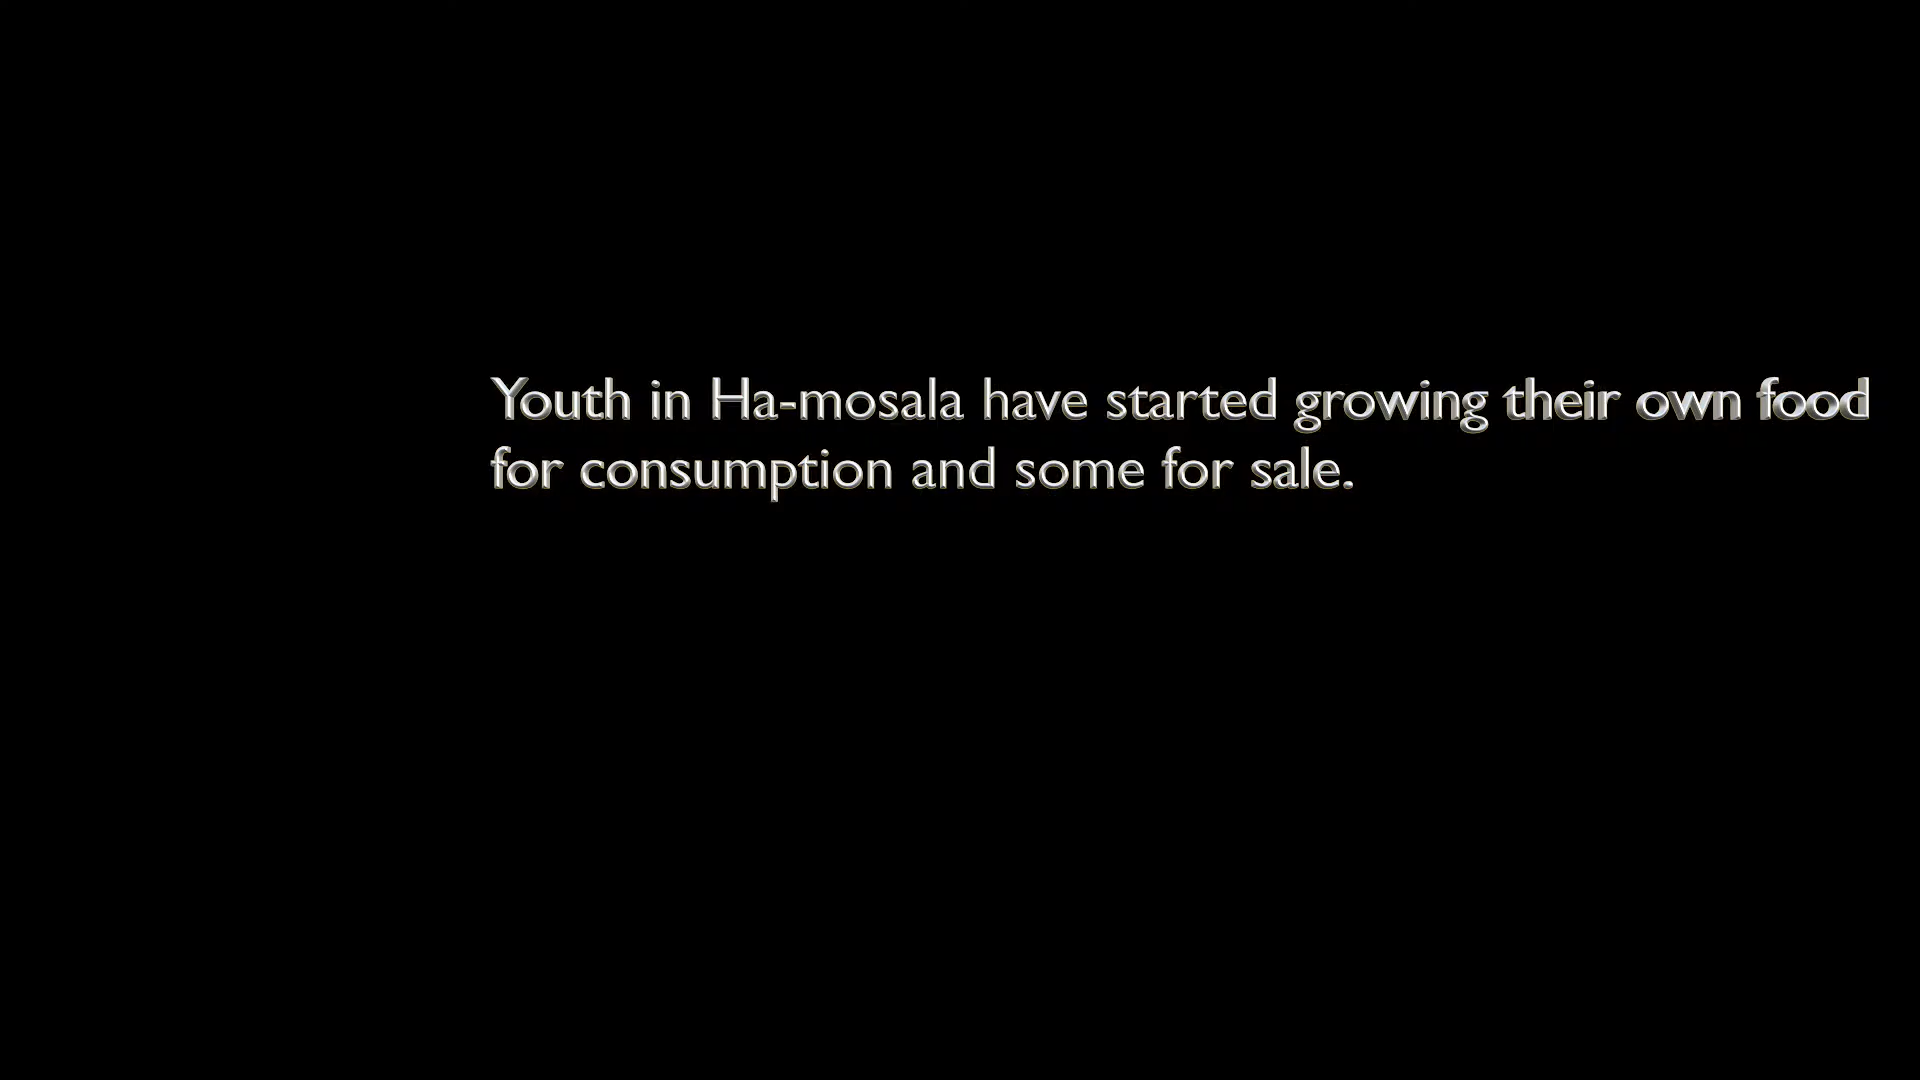 Youth in Ha-mosala have started growing their own food
for consumption and some for sale.